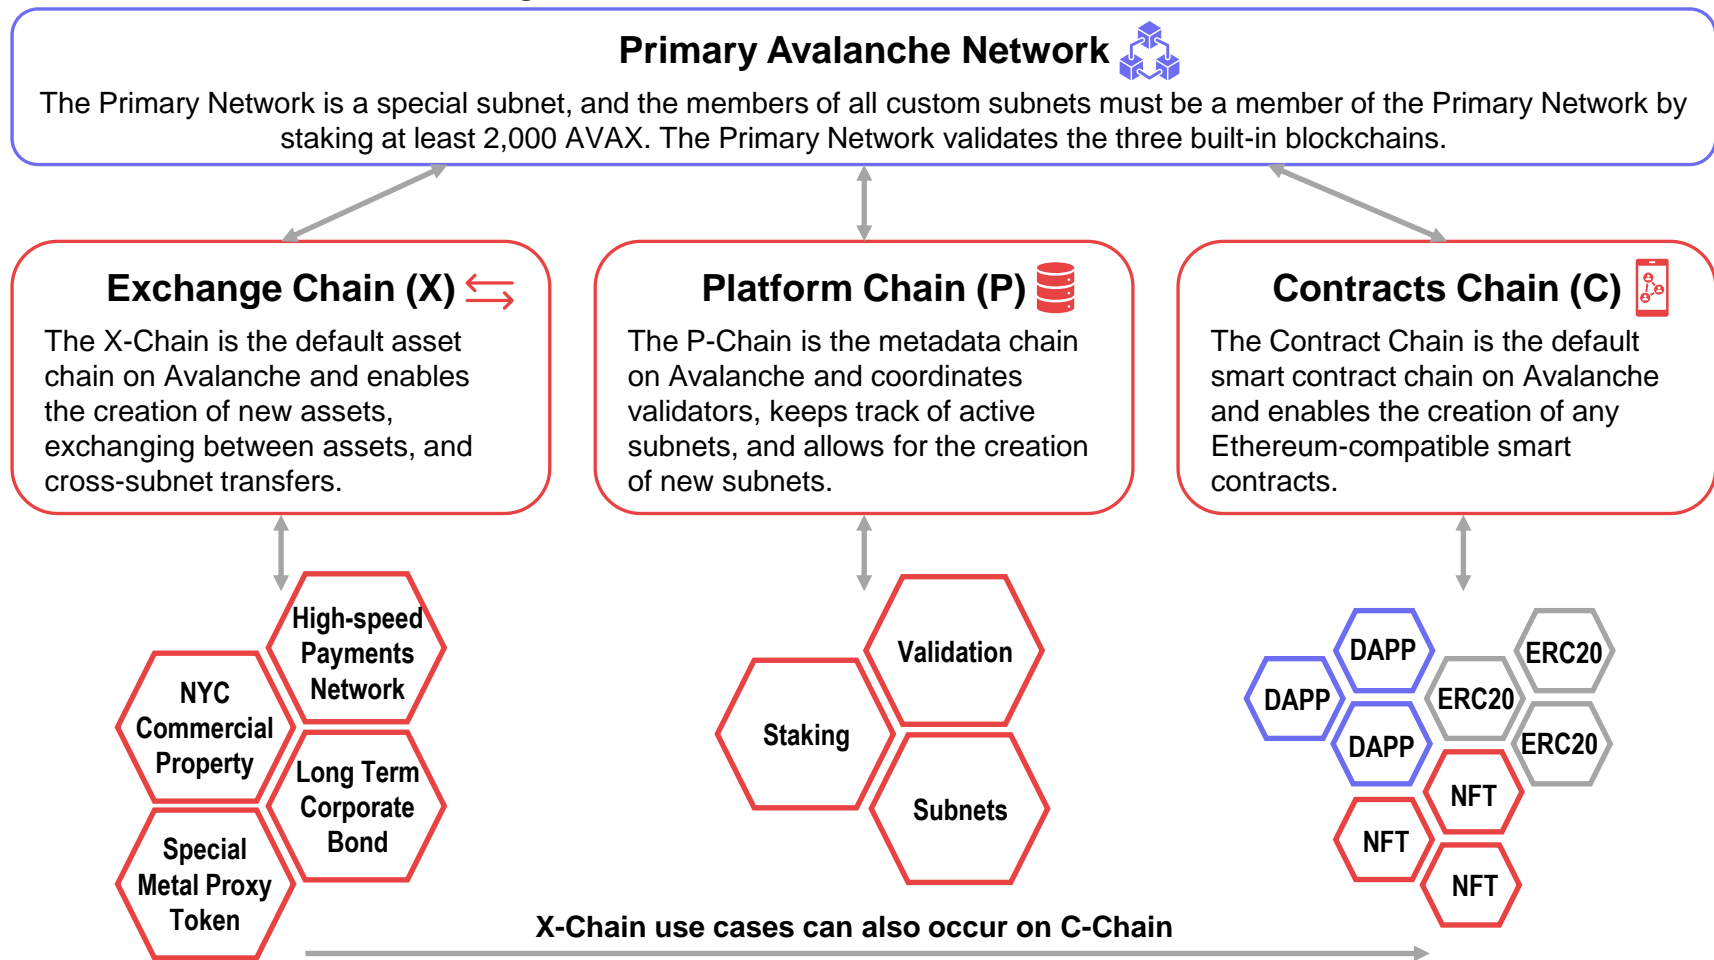 Primary Avalanche Network
The Primary Network is a special subnet, and the members of all custom subnets must be a member of the Primary Network by
staking at least 2,000 AVAX. The Primary Network validates the three built-in blockchains.
Exchange Chain (X)
The X-Chain is the default asset
chain on Avalanche and enables
the creation of new assets,
exchanging between assets, and
cross-subnet transfers.
Platform Chain (P)
The P-Chain is the metadata chain
on Avalanche and coordinates
validators, keeps track of active
subnets, and allows for the creation
of new subnets.
Contracts Chain (C)
The Contract Chain is the default
smart contract chain on Avalanche
and enables the creation of any
Ethereum-compatible smart
contracts.
High-speed
Payments
Network
NYC
Commercial
Property
Long Term
Corporate
Bond
Special
Metal Proxy
Token
Validation
Staking
Subnets
DAPP
DAPP
DAPP
ERC20
ERC20
ERC20
NFT
NFT
NFT
X-Chain use cases can also occur on C-Chain